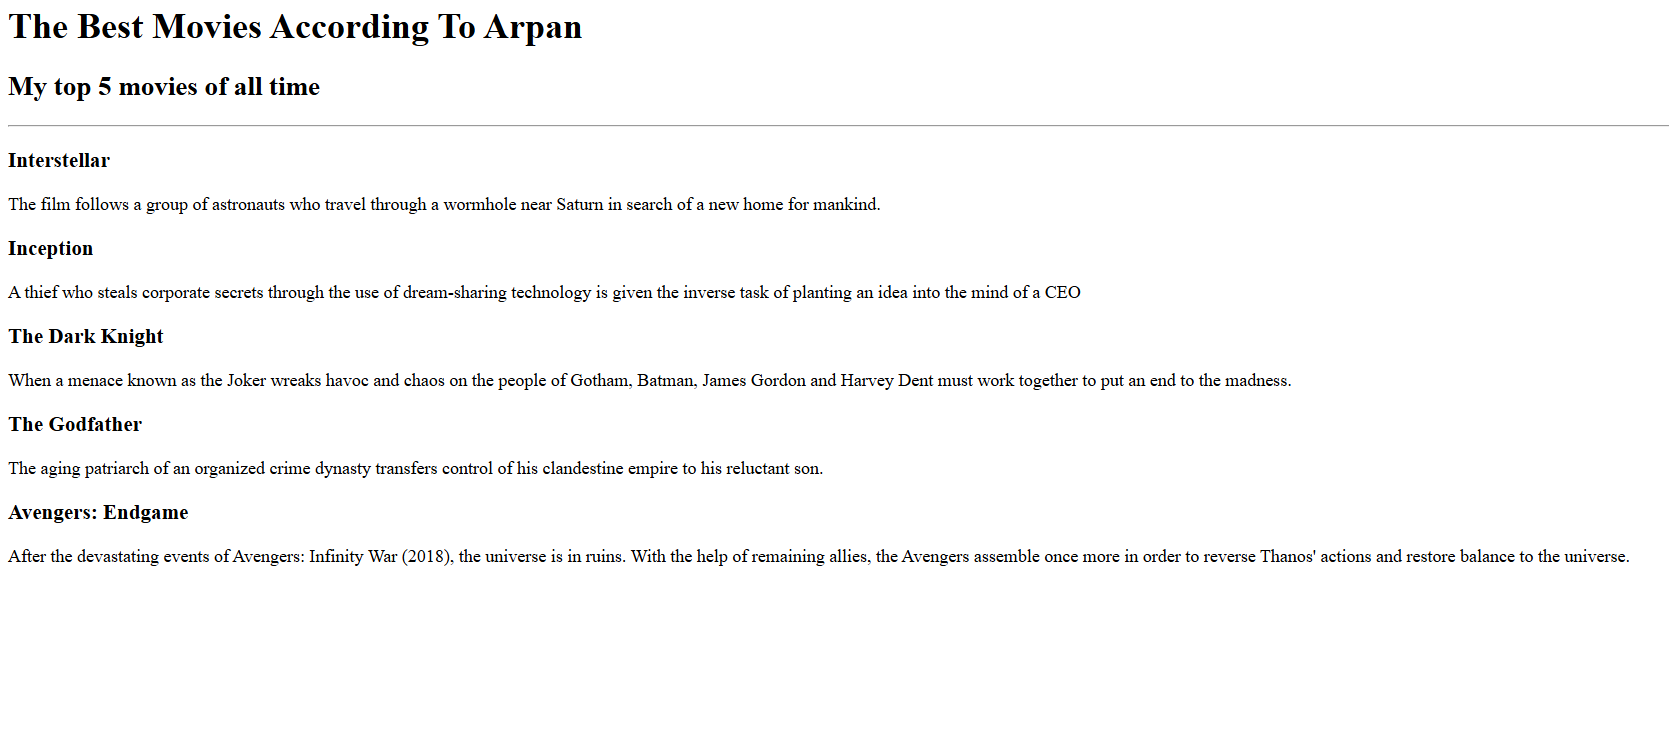 The Best Movies According To Arpan
My top 5 movies of all time
Interstellar
The film follows a group of astronauts who travel through a wormhole near Saturn in search of a new home for mankind.
Inception
A thief who steals corporate secrets through the use of dream-sharing technology is given the inverse task of planting an idea into the mind of a CEO
The Dark Knight
When a menace known as the Joker wreaks havoc and chaos on the people of Gotham, Batman, James Gordon and Harvey Dent must work together to put an end to the madness.
The Godfather
The aging patriarch of an organized crime dynasty transfers control of his clandestine empire to his reluctant son.
Avengers: Endgame
After the devastating events of Avengers: Infinity War (2018), the universe is in ruins. With the help of remaining allies, the Avengers assemble once more in order to reverse Thanos' actions and restore balance to the universe.